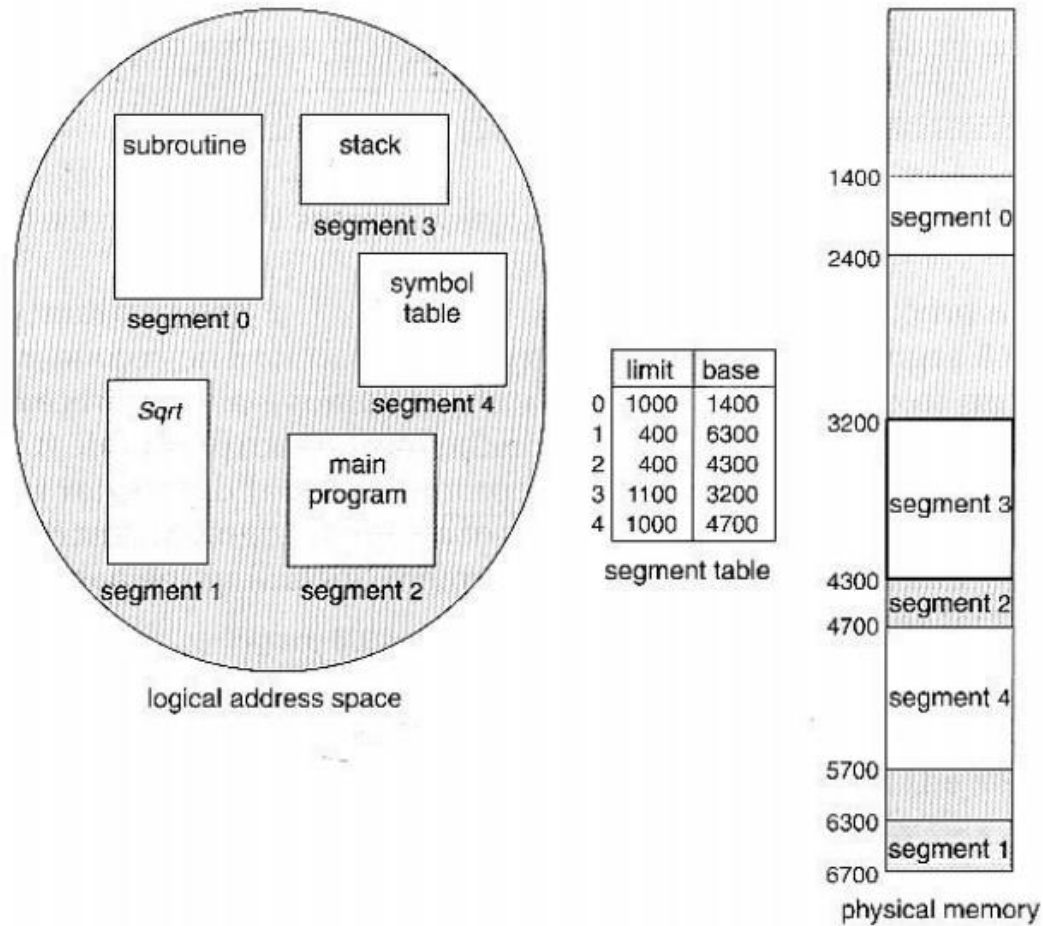 subroutine
segment 0
stack
segment 3
symbol
table
segment 4
Sqrt
segment 1
main
program
segment 2
logical address space
limit base
0 1000 1400
1 400 6300
2 400 4300
3 1100 3200
4 1000 4700
segment table
1400
segment 0
2400
3200
segment 3
4300
segment 2
4700
segment 4
5700
6300
segment 1
6700
physical memory